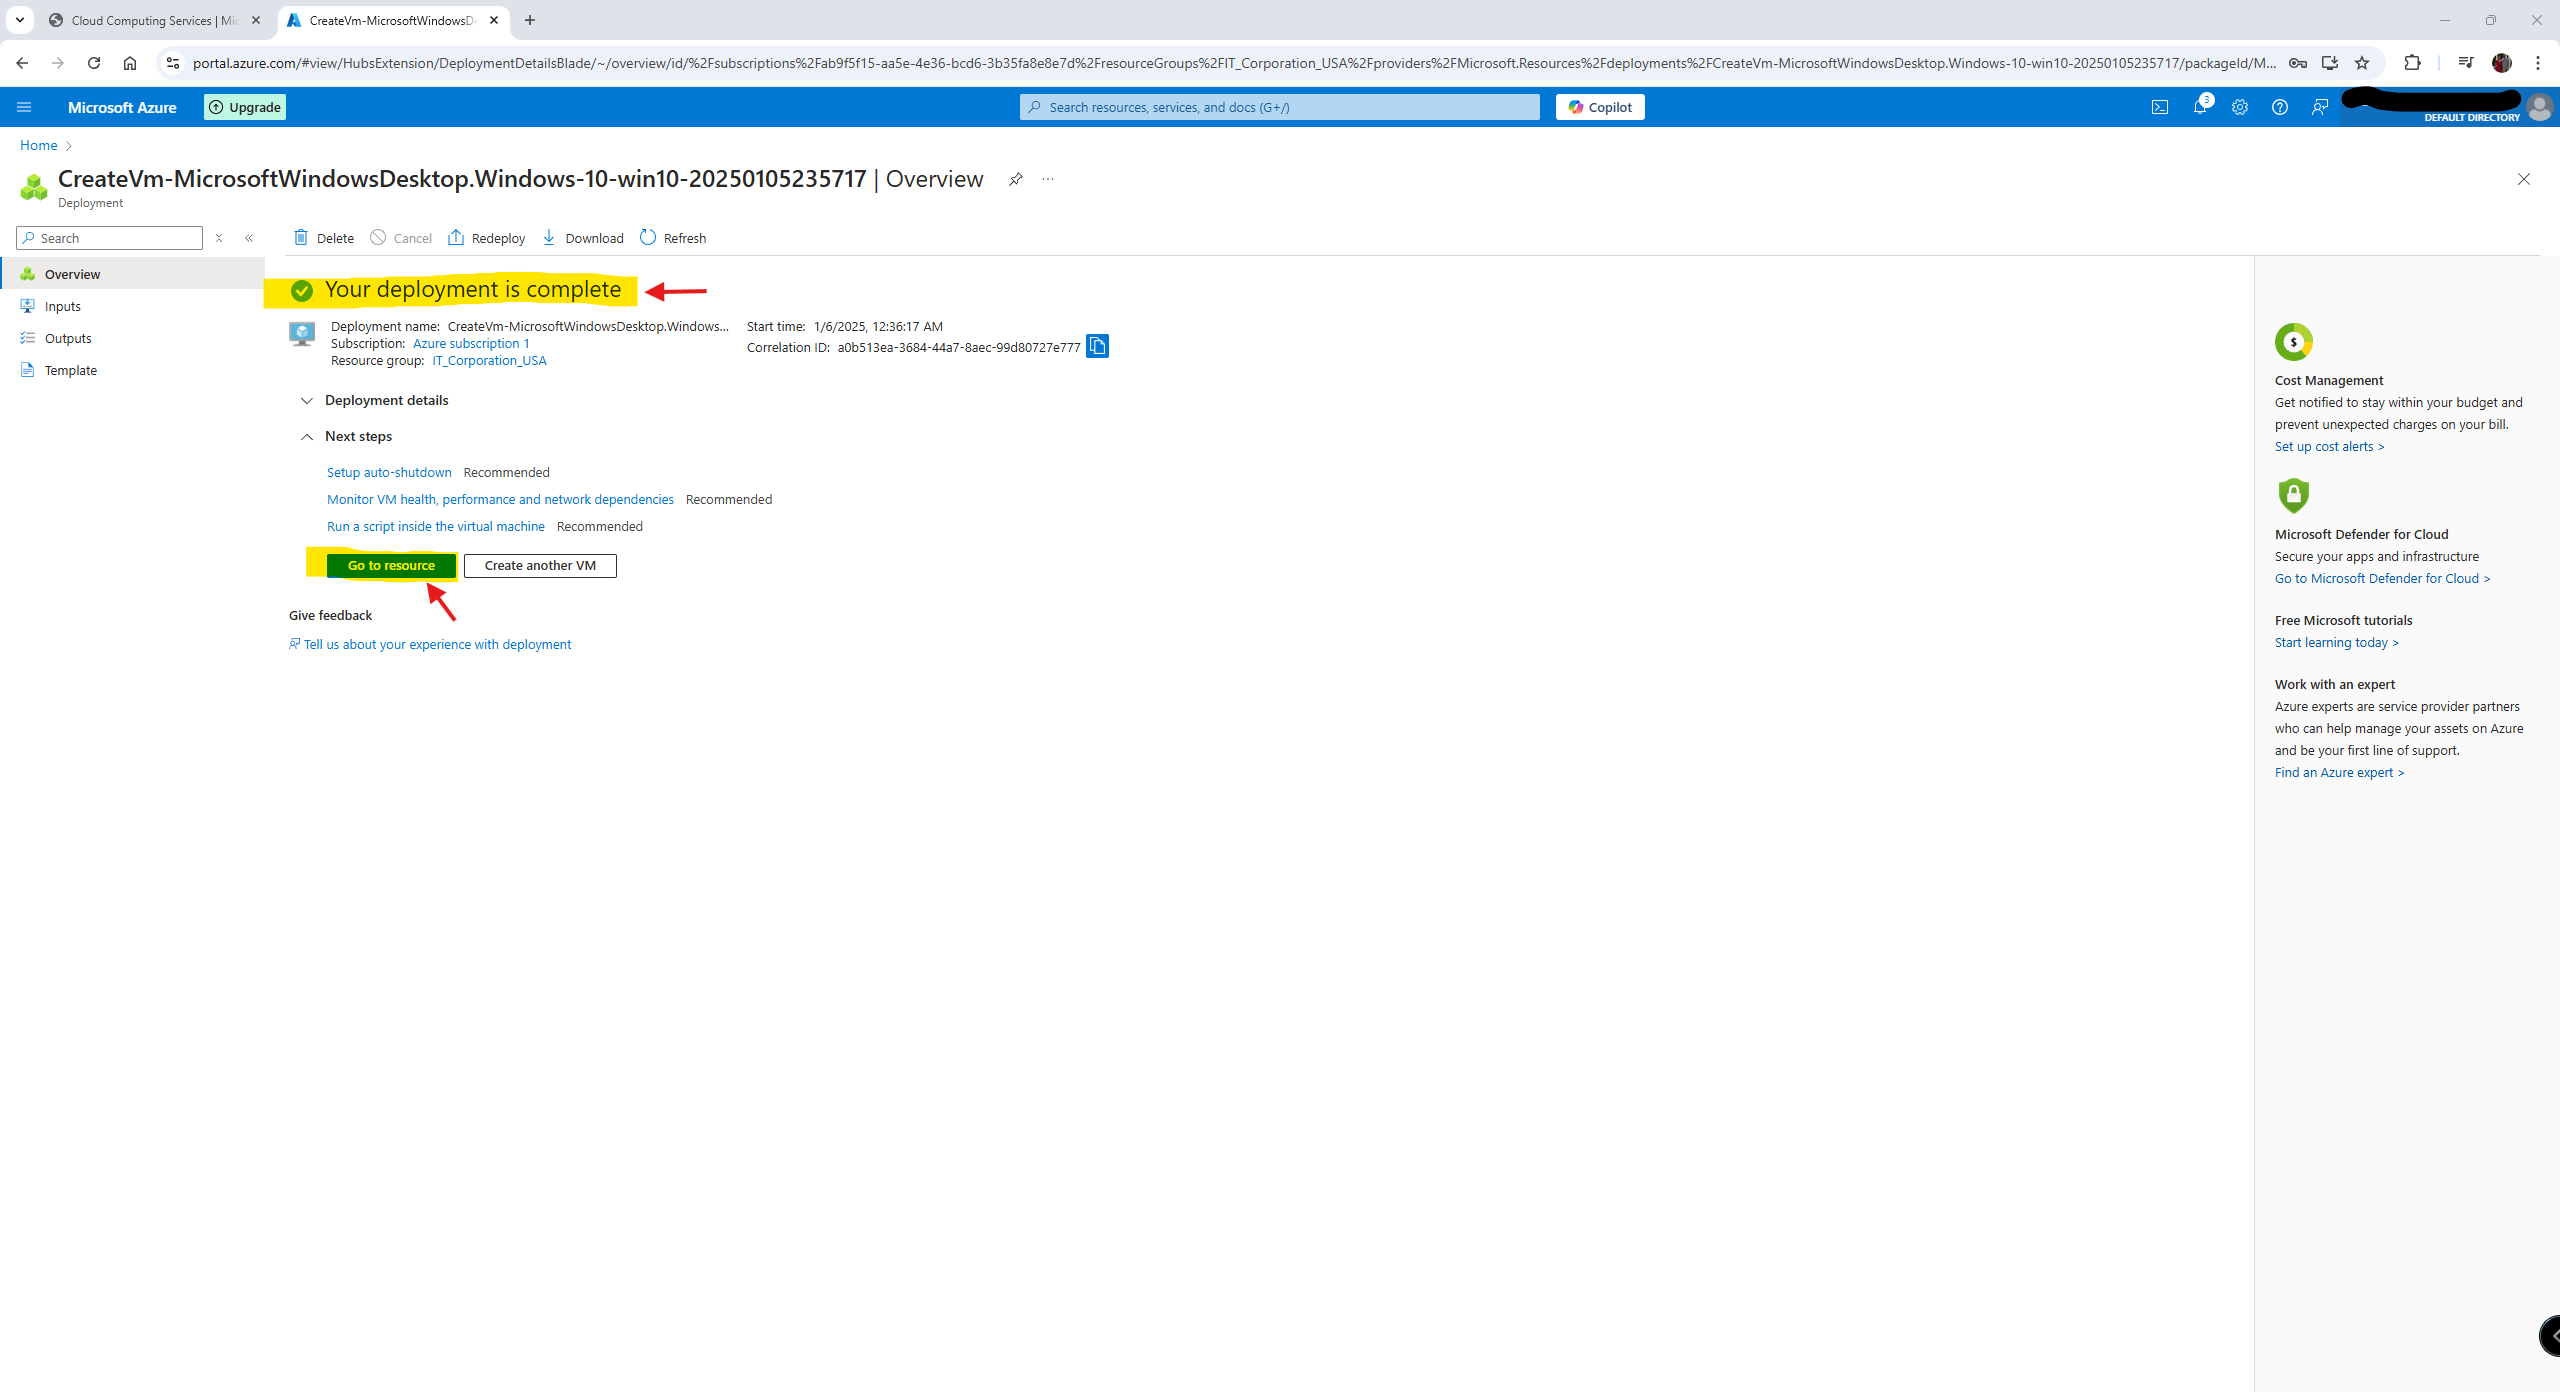 Cloud Computing Services | Mic
CreateVm-MicrosoftWindowsDe
portal.azure.com/#view/HubsExtension/DeploymentDetailsBlade/~/overview/id/%2Fsubscriptions%2Fab9f5f15-aa5e-4e36-bcd6-3b35fa8e8e7d%2FresourceGroups%2FIT_Corporation_USA%2Fproviders%2FMicrosoft.Resources%2Fdeployments%2FCreateVm-MicrosoftWindowsDesktop.Windows-10-win10-20250105235717/packageId/M...
Microsoft Azure
Upgrade
Search resources, services, and docs (G+/)
Copilot
3
DEFAULT DIRECTORY
Home
CreateVm-MicrosoftWindowsDesktop.Windows-10-win10-20250105235717 | Overview
Deployment
Search
Overview
Inputs
Outputs
Template
Delete
Cancel
Redeploy
Download
Refresh
Your deployment is complete
Deployment name: CreateVm-MicrosoftWindowsDesktop.Windows...
Subscription: Azure subscription 1
Resource group: IT_Corporation_USA
Start time: 1/6/2025, 12:36:17 AM
Correlation ID: a0b513ea-3684-44a7-8aec-99d80727e777
Deployment details
Next steps
Setup auto-shutdown Recommended
Monitor VM health, performance and network dependencies Recommended
Run a script inside the virtual machine Recommended
Go to resource
Create another VM
Give feedback
Tell us about your experience with deployment
$
Cost Management
Get notified to stay within your budget and
prevent unexpected charges on your bill.
Set up cost alerts >
Microsoft Defender for Cloud
Secure your apps and infrastructure
Go to Microsoft Defender for Cloud >
Free Microsoft tutorials
Start learning today >
Work with an expert
Azure experts are service provider partners
who can help manage your assets on Azure
and be your first line of support.
Find an Azure expert >